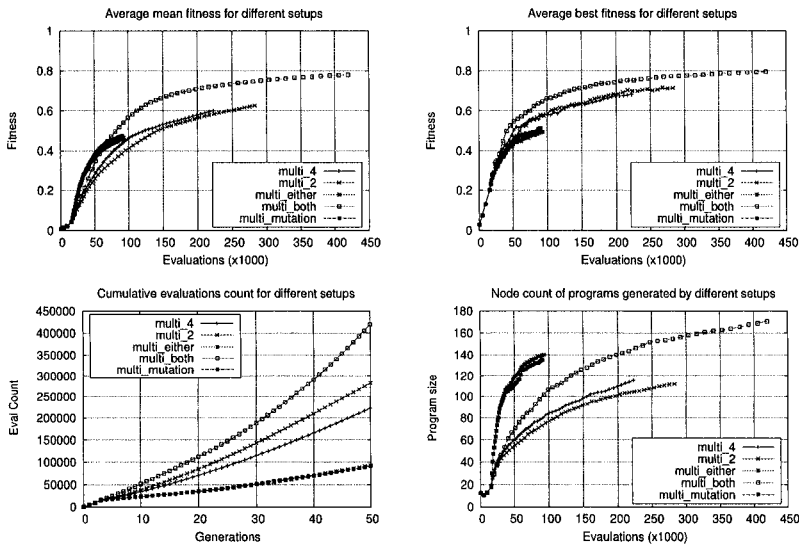 Average mean fitness for different setups
Fitness
1
0.8
0.6
0.4
0.2
0
multi_4
multi_2
multi_either
multi_both
multi_mutation
0 50 100 150 200 250 300 350 400 450
Evaluations (x1000)
Average best fitness for different setups
Fitness
1
0.8
0.6
0.4
0.2
0
multi_4
multi_2
multi_either
multi_both
multi_mutation
0 50 100 150 200 250 300 350 400 450
Evaluations (x1000)
Cumulative evaluations count for different setups
Eval Count
450000
400000
350000
300000
250000
200000
150000
100000
50000
0
multi_4
multi_2
multi_either
multi_both
multi_mutation
0 10 20 30 40 50
Generations
Node count of programs generated by different setups
Program size
180
160
140
120
100
80
60
40
20
0
multi_4
multi_2
multi_either
multi_both
multi_mutation
0 50 100 150 200 250 300 350 400 450
Evaulations (x1000)